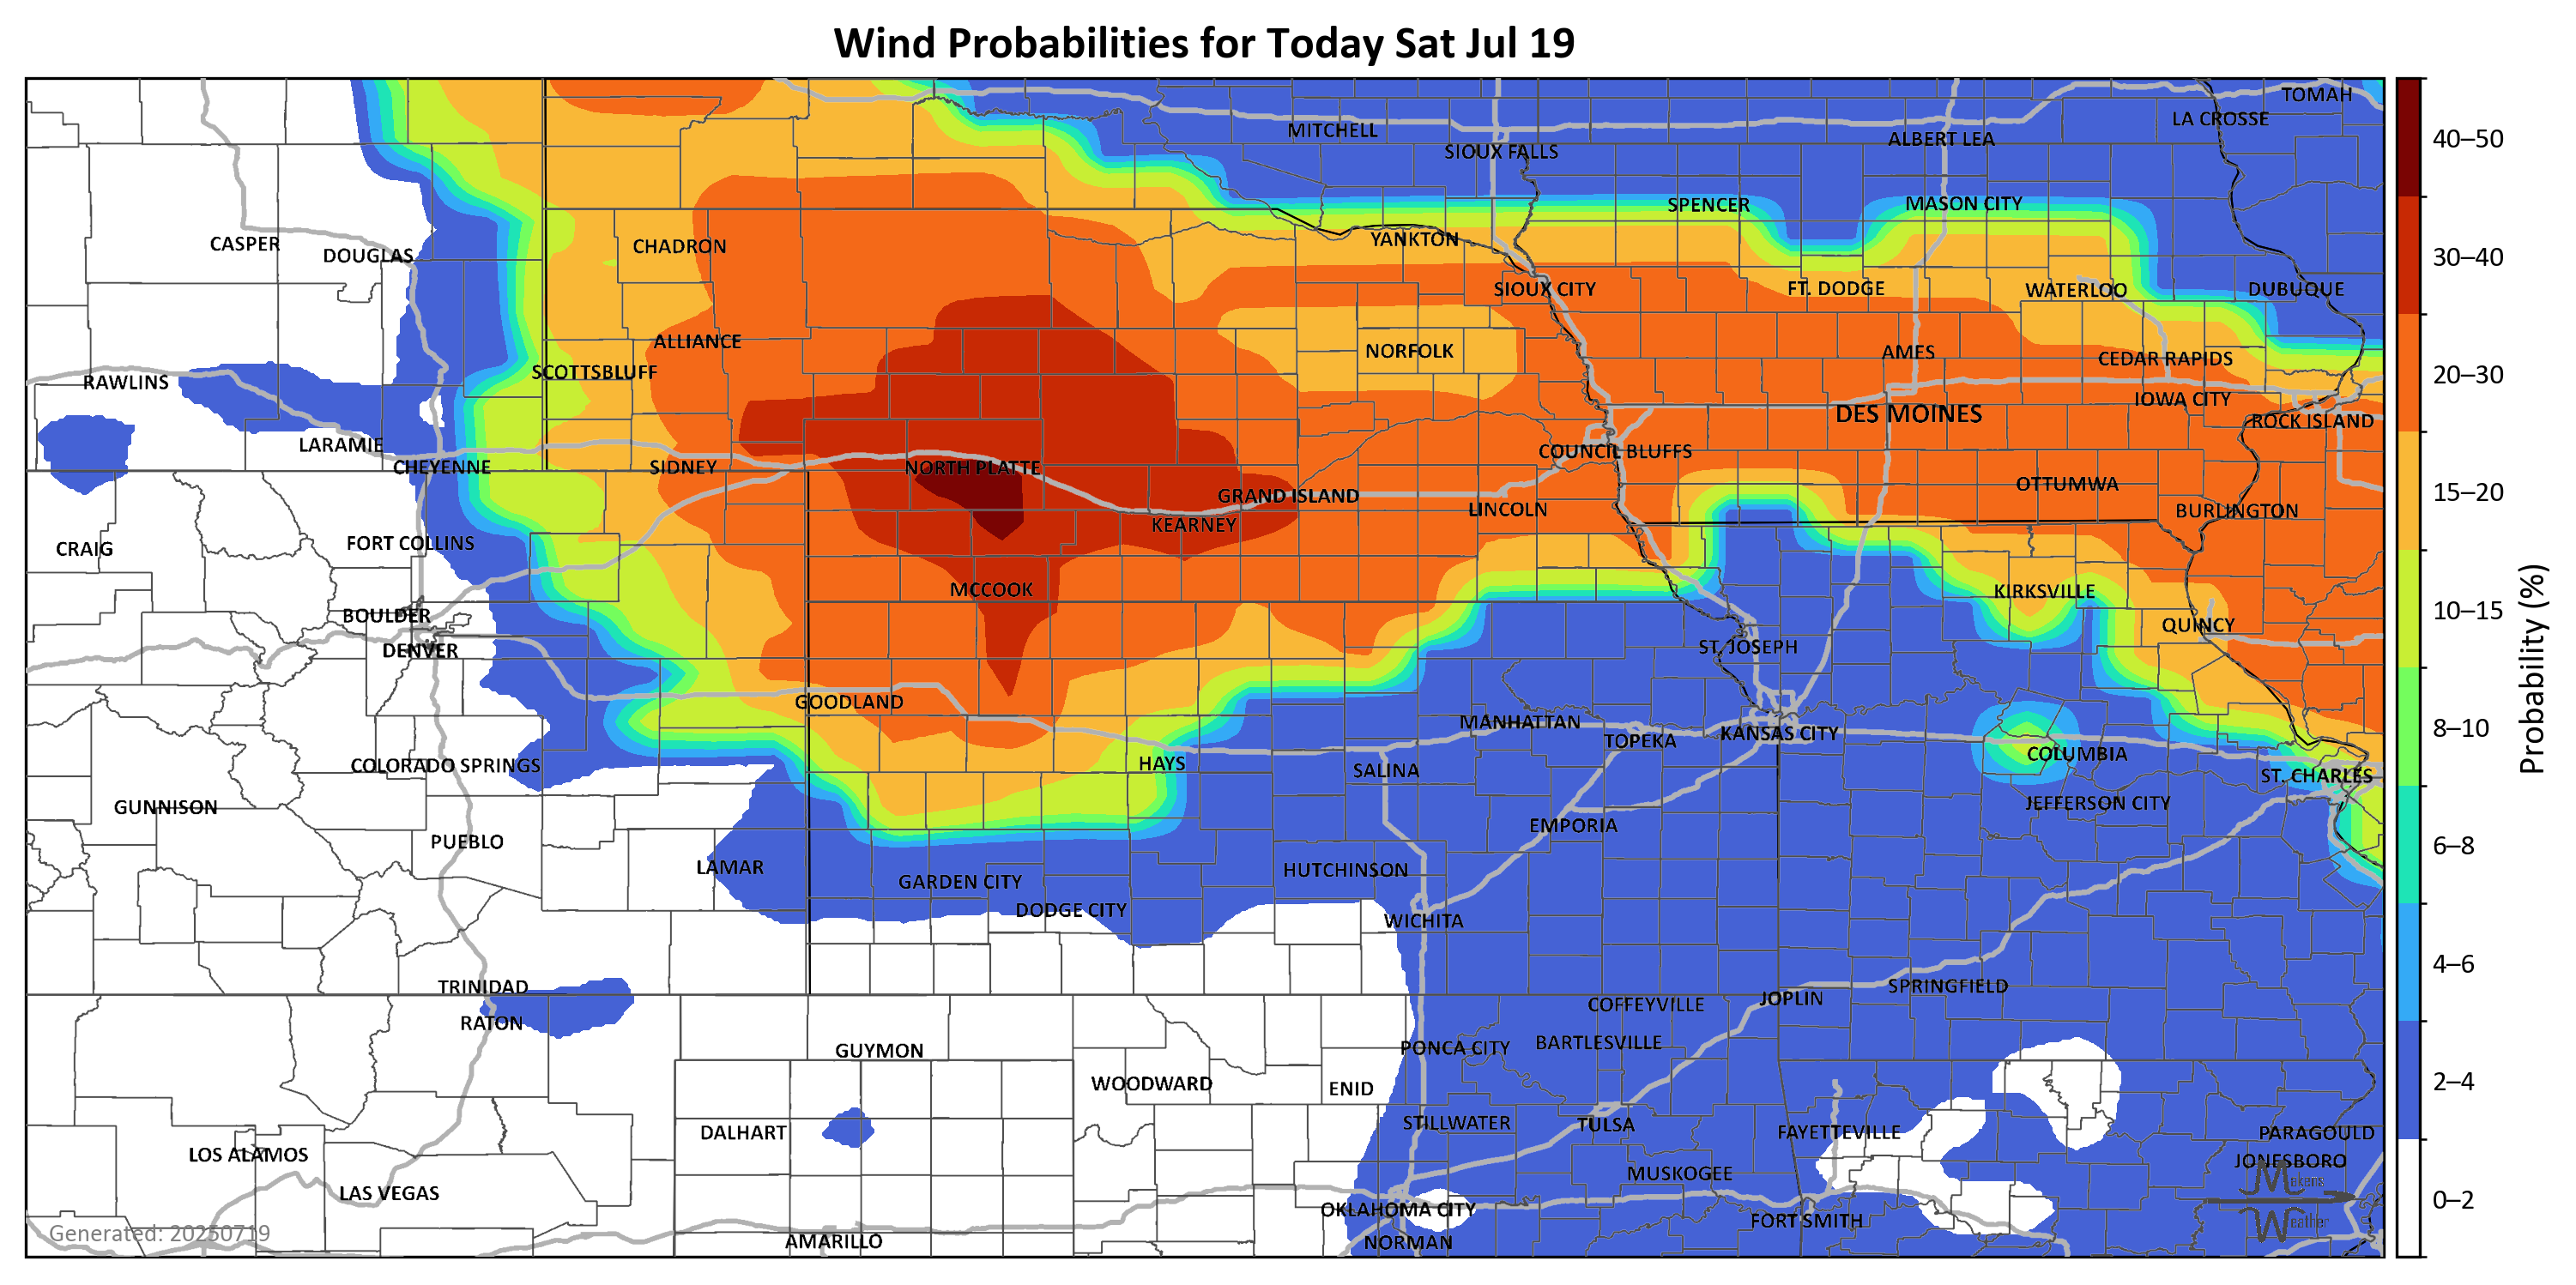 Wind Probabilities for Today Sat Jul 19
TOMAH
LA CROSSE
MITCHELL
ALBERT LEA
SIOUX FALLS
SPENCER
MASON CITY
CASPER
DOUGLAS
CHADRON
YANKTON
SIOUX CITY
FT. DODGE
WATERLOO
DUBUQUE
ALLIANCE
NORFOLK
AMES
CEDAR RAPIDS
RAWLINS
SCOTTSBLUFF
IOWA CITY
DES MOINES
ROCK ISLAND
LARAMIE
COUNCIL BLUFFS
CHEYENNE
SIDNEY
NORTH PLATTE
OTTUMWA
GRAND ISLAND
LINCOLN
BURLINGTON
KEARNEY
CRAIG
FORT COLLINS
MCCOOK
KIRKSVILLE
BOULDER
QUINCY
DENVER
ST. JOSEPH
GOODLAND
MANHATTAN
KANSAS CITY
TOPEKA
COLUMBIA
COLORADO SPRINGS
HAYS
SALINA
ST. CHARLES
GUNNISON
JEFFERSON CITY
EMPORIA
PUEBLO
LAMAR
HUTCHINSON
GARDEN CITY
DODGE CITY
WICHITA
TRINIDAD
SPRINGFIELD
JOPLIN
COFFEYVILLE
RATON
BARTLESVILLE
PONCA CITY
GUYMON
WOODWARD
ENID
STILLWATER
TULSA
DALHART
FAYETTEVILLE
PARAGOULD
LOS ALAMOS
JONESBORO
MUSKOGEE
LAS VEGAS
OKLAHOMA CITY
FORT SMITH
AMARILLO
NORMAN
Generated: 20250719
Weather
40–50
30–40
20–30
15–20
10–15
8–10
6–8
4–6
2–4
0–2
Probability (%)